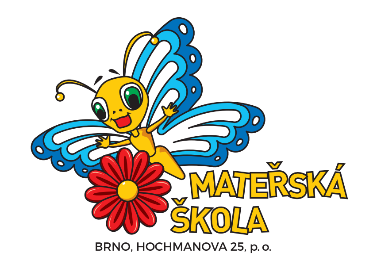 MATEŘSKÁ
ŠKOLA
BRNO, HOCHMANOVA 25, p. o.